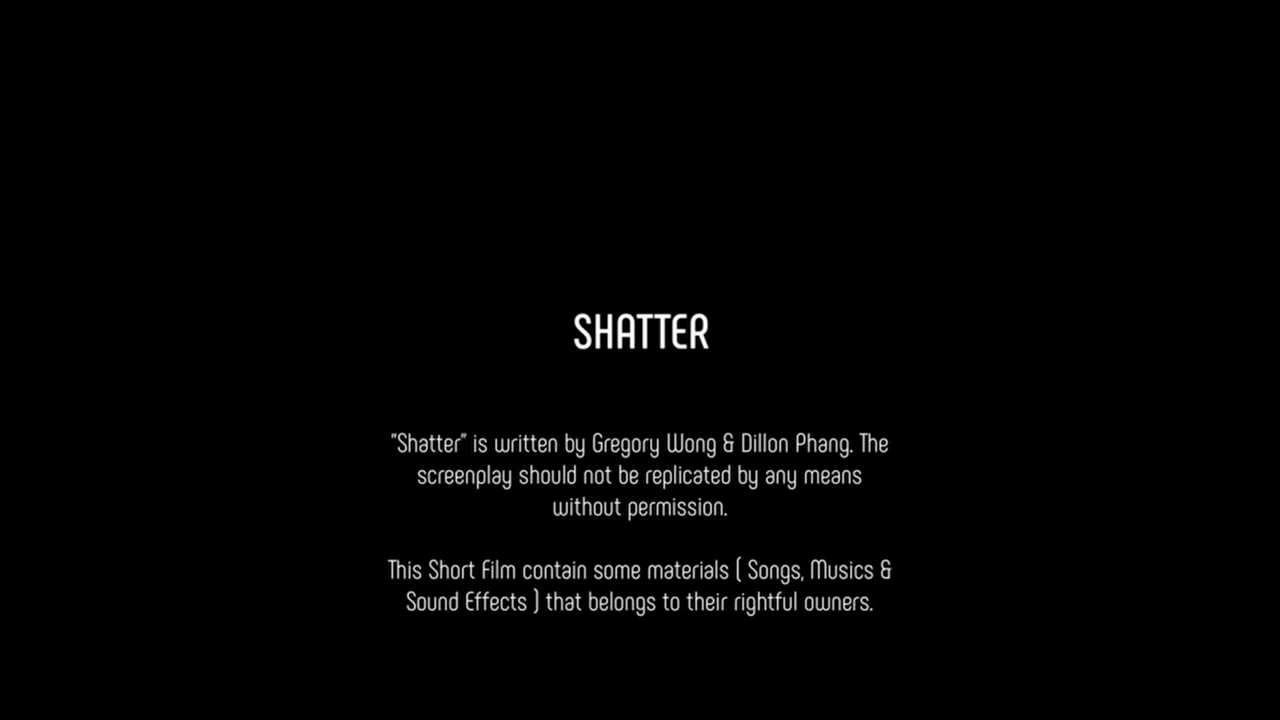 SHATTER
"Shatter" is written by Gregory Wong & Dillon Phang. The
screenplay should not be replicated by any means
without permission.
This Short Film contain some materials ( Songs, Musics &
Sound Effects ) that belongs to their rightful owners.